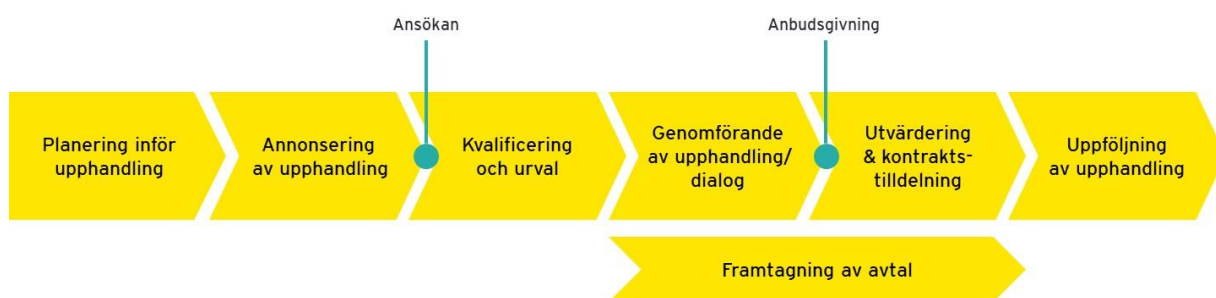 Ansökan
Anbudsgivning
Planering inför
upphandling
Annonsering
av upphandling
Kvalificering
och urval
Genomförande
av upphandling/
dialog
Utvärdering
& kontrakts-
tilldelning
Uppföljning
av upphandling
Framtagning av avtal